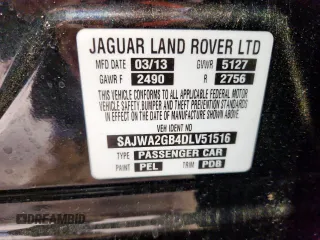 JAGUAR LAND ROVER LTD
MFD DATE 03/13 GVWR 5127
GAWR F 2490 R 2756
THIS VEHICLE CONFORMS TO ALL APPLICABLE U.S. FEDERAL MOTOR
VEHICLE SAFETY, BUMPER AND THEFT PREVENTION STANDARDS
IN EFFECT ON THE DATE OF MANUFACTURE SHOWN ABOVE
VEH IDENT NO
SAJWA2GB4DLV51516
TYPE PASSENGER CAR
PAINT PEL TRIM PDB
DREAMBID